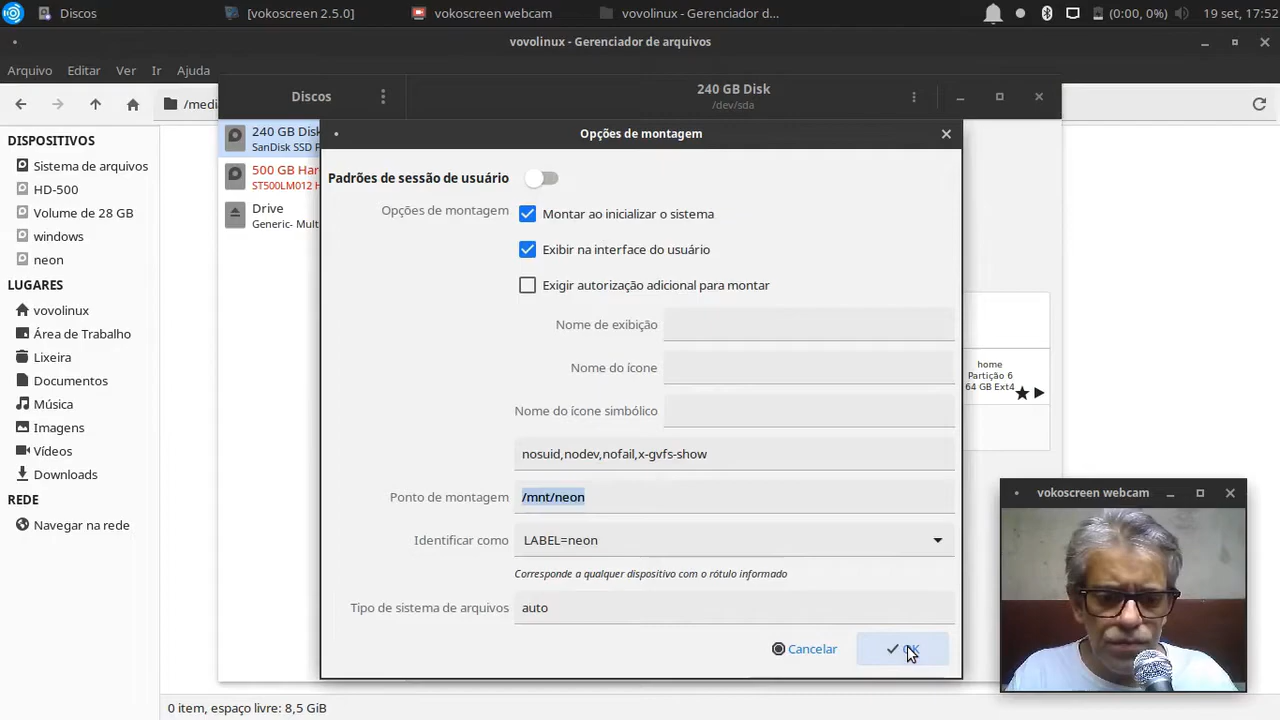 Discos
[vokoscreen 2.5.0]
vokoscreen webcam
vovolinux - Gerenciador d...
(0:00, 0%)
19 set, 17:52
vovolinux - Gerenciador de arquivos
Arquivo Editar Ver Ir Ajuda
/medi
Discos
240 GB Disk
/dev/sda
DISPOSITIVOS
Sistema de arquivos
HD-500
Volume de 28 GB
windows
neon
LUGARES
vovolinux
Área de Trabalho
Lixeira
Documentos
Música
Imagens
Vídeos
Downloads
REDE
Navegar na rede
240 GB Disk
SanDisk SSD P
500 GB Har
ST500LM012 H
Drive
Generic- Mult
Opções de montagem
Padrões de sessão de usuário
Opções de montagem
Montar ao inicializar o sistema
Exibir na interface do usuário
Exigir autorização adicional para montar
Nome de exibição
Nome do ícone
Nome do ícone simbólico
nosuid,nodev,nofail,x-gvfs-show
Ponto de montagem /mnt/neon
Identificar como LABEL=neon
Corresponde a qualquer dispositivo com o rótulo informado
Tipo de sistema de arquivos auto
Cancelar
OK
home
Partição 6
64 GB Ext4
vokoscreen webcam
0 item, espaço livre: 8,5 GiB